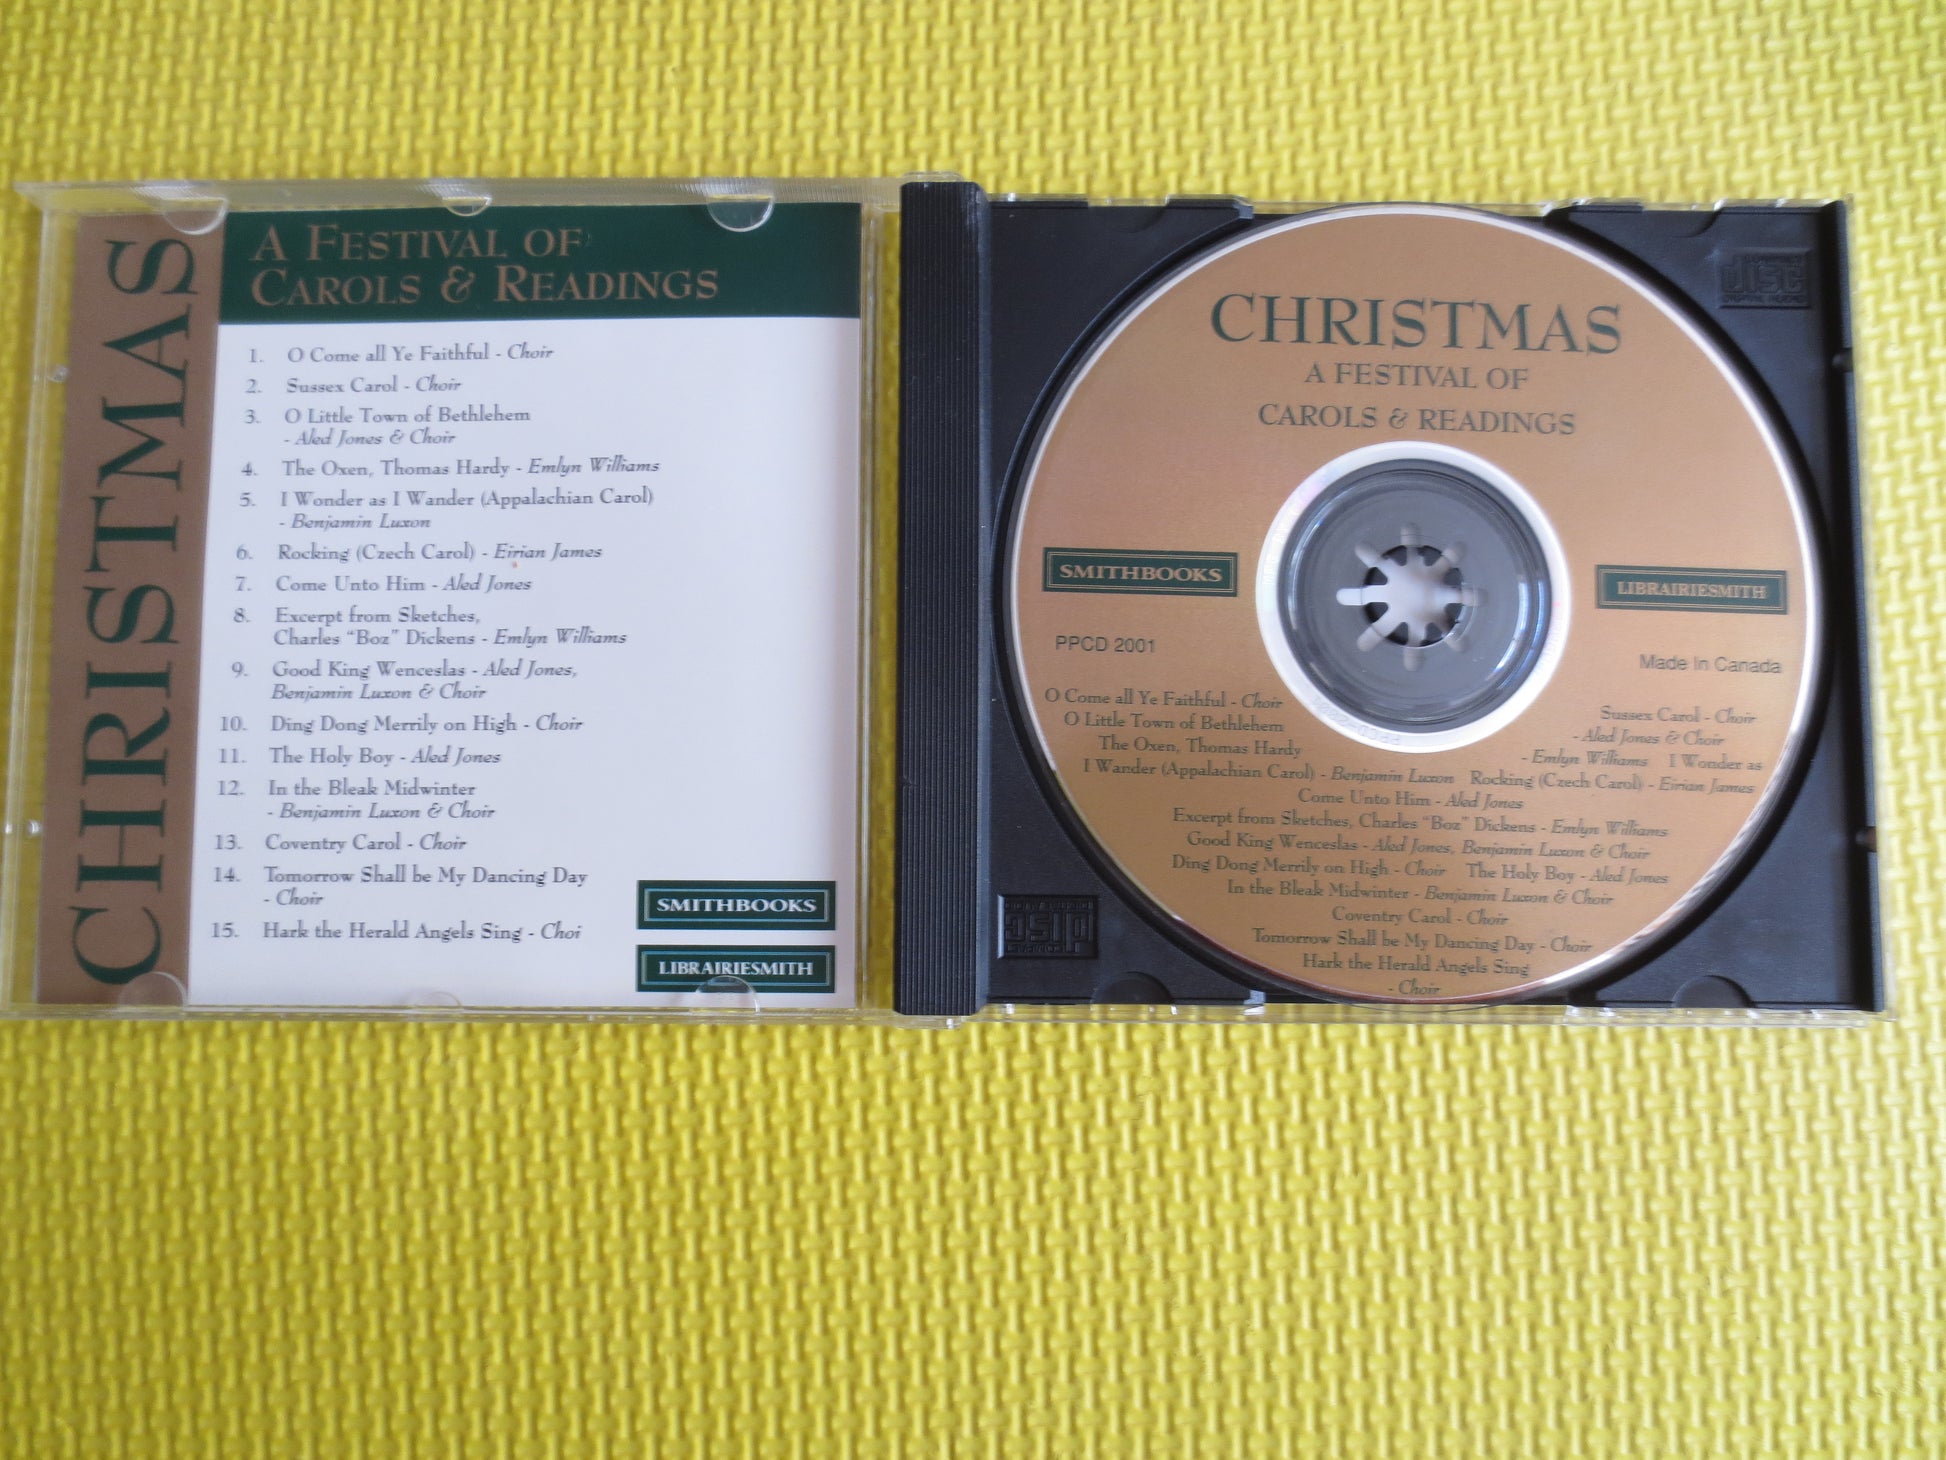 CHRISTMAS
A FESTIVAL OF
CAROLS & READINGS
1. O Come all Ye Faithful - Choir
2. Sussex Carol - Choir
3. O Little Town of Bethlehem
- Aled Jones & Choir
4. The Oxen, Thomas Hardy - Emlyn Williams
5. I Wonder as I Wander (Appalachian Carol)
- Benjamin Luxon
6. Rocking (Czech Carol) - Eirian James
7. Come Unto Him - Aled Jones
8. Excerpt from Sketches,
Charles "Boz" Dickens - Emlyn Williams
9. Good King Wenceslas - Aled Jones,
Benjamin Luxon & Choir
10. Ding Dong Merrily on High - Choir
11. The Holy Boy - Aled Jones
12. In the Bleak Midwinter
- Benjamin Luxon & Choir
13. Coventry Carol - Choir
14. Tomorrow Shall be My Dancing Day
- Choir
15. Hark the Herald Angels Sing - Choi
SMITHBOOKS
LIBRAIRIESMITH
CHRISTMAS
A FESTIVAL OF
CAROLS & READINGS
SMITHBOOKS
LIBRAIRIESMITH
PPCD 2001
Made In Canada
O Come all Ye Faithful - Choir Sussex Carol - Choir
O Little Town of Bethlehem - Aled Jones & Choir
The Oxen, Thomas Hardy - Emlyn Williams I Wonder as
I Wander (Appalachian Carol) - Benjamin Luxon Rocking (Czech Carol) - Eirian James
Come Unto Him - Aled Jones
Excerpt from Sketches, Charles "Boz" Dickens - Emlyn Williams
Good King Wenceslas - Aled Jones, Benjamin Luxon & Choir
Ding Dong Merrily on High - Choir The Holy Boy - Aled Jones
In the Bleak Midwinter - Benjamin Luxon & Choir
Coventry Carol - Choir
Tomorrow Shall be My Dancing Day - Choir
Hark the Herald Angels Sing
- Choir
disc
disc